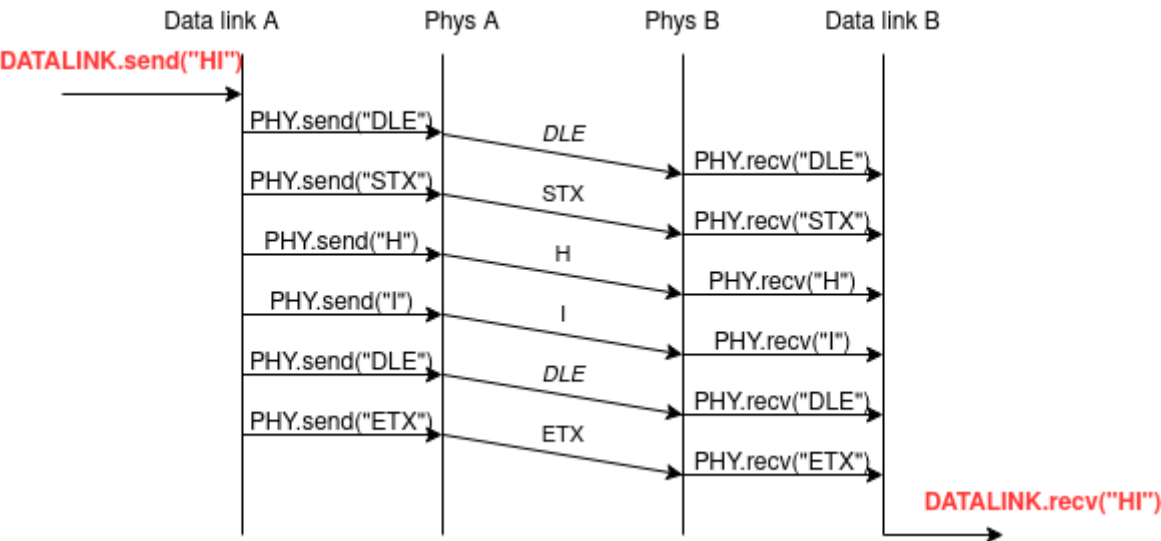 Data link A
Phys A
Phys B
Data link B
DATALINK.send("HI")
PHY.send("DLE")
DLE
PHY.recv("DLE")
PHY.send("STX")
STX
PHY.recv("STX")
PHY.send("H")
H
PHY.recv("H")
PHY.send("I")
I
PHY.recv("I")
PHY.send("DLE")
DLE
PHY.recv("DLE")
PHY.send("ETX")
ETX
PHY.recv("ETX")
DATALINK.recv("HI")